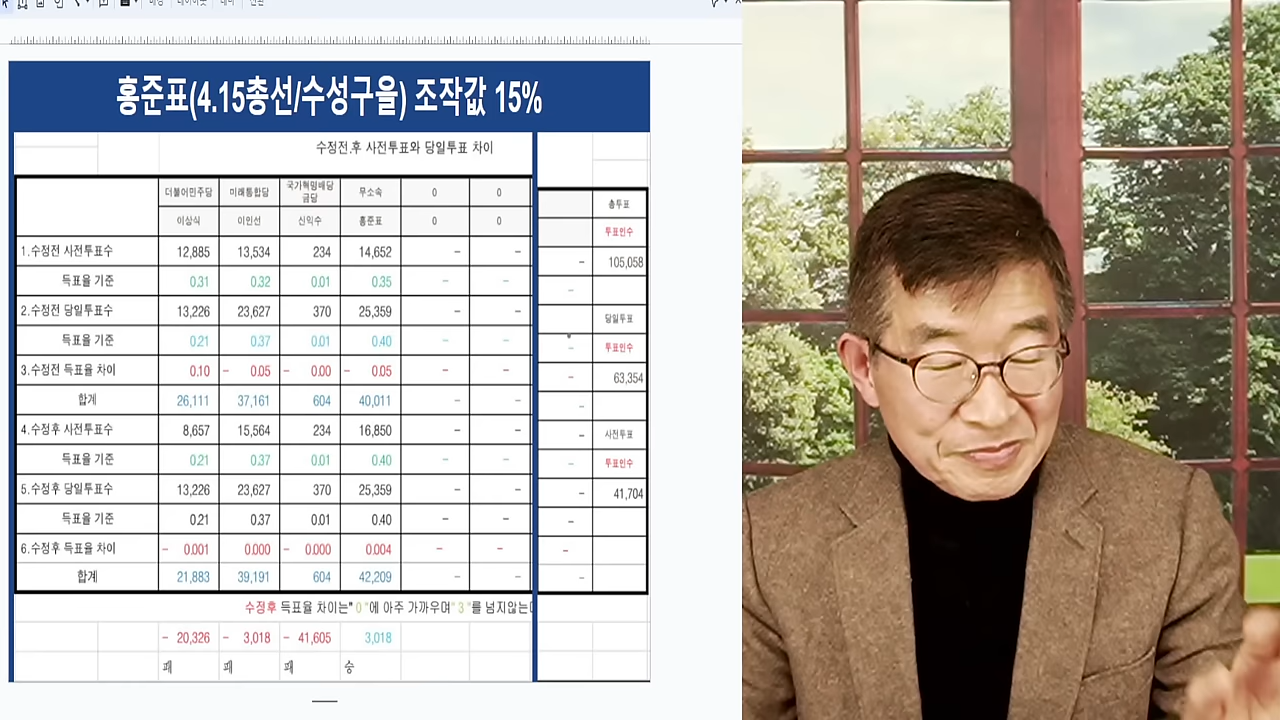 홍준표(4.15총선/수성구을) 조작값 15%
수정전.후 사전투표와 당일투표 차이
더불어민주당 미래통합당 국가혁명배당금당 무소속 0 0
이상식 이인선 신익수 홍준표 0 0
1.수정전 사전투표수 12,885 13,534 234 14,652 – –
득표율 기준 0.31 0.32 0.01 0.35 – –
2.수정전 당일투표수 13,226 23,627 370 25,359 – –
득표율 기준 0.21 0.37 0.01 0.40 – –
3.수정전 득표율 차이 0.10 – 0.05 – 0.00 – 0.05 – –
합계 26,111 37,161 604 40,011 – –
4.수정후 사전투표수 8,657 15,564 234 16,850 – –
득표율 기준 0.21 0.37 0.01 0.40 – –
5.수정후 당일투표수 13,226 23,627 370 25,359 – –
득표율 기준 0.21 0.37 0.01 0.40 – –
6.수정후 득표율 차이 – 0.001 0.000 – 0.000 0.004 – –
합계 21,883 39,191 604 42,209 – –
수정후 득표율 차이는" 0 "에 아주 가까우며" 3 "를 넘지않는
– 20,326 – 3,018 – 41,605 3,018
패 패 패 승
총투표
투표인수
– 105,058
–
당일투표
– 투표인수
– 63,354
–
– 사전투표
– 투표인수
– 41,704
–
–
–